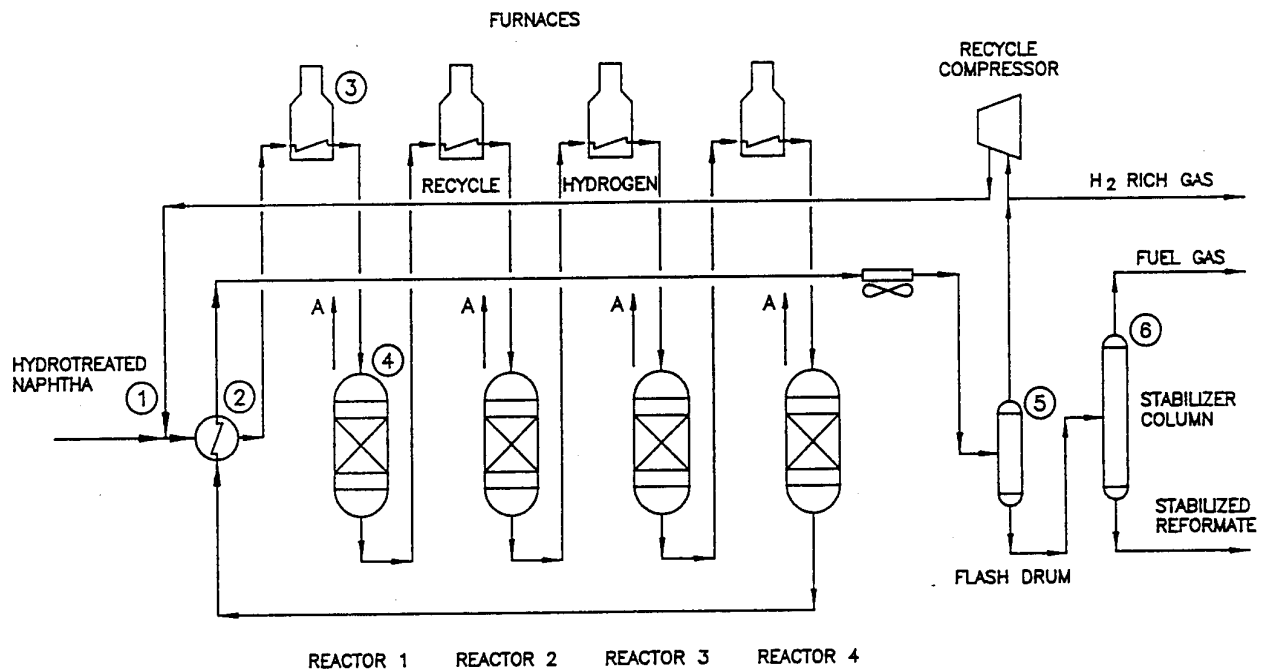 FURNACES
RECYCLE
COMPRESSOR
3
RECYCLE
HYDROGEN
H2 RICH GAS
FUEL GAS
A
A
A
A
6
4
HYDROTREATED
NAPHTHA
1
2
5
STABILIZER
COLUMN
STABILIZED
REFORMATE
FLASH DRUM
REACTOR 1
REACTOR 2
REACTOR 3
REACTOR 4